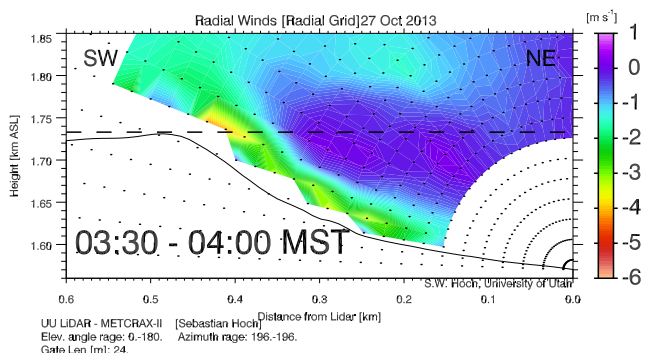 Radial Winds [Radial Grid]27 Oct 2013
[m s⁻¹]
1.85
1.80
1.75
1.70
1.65
1.60
Height [km ASL]
SW
NE
1
0
-1
-2
-3
-4
-5
-6
03:30 - 04:00 MST
S.W. Hoch, University of Utah
0.6 0.5 0.4 0.3 0.2 0.1 0.0
Distance from Lidar [km]
UU LiDAR - METCRAX-II [Sebastian Hoch]
Elev. angle rage: 0.-180. Azimuth rage: 196.-196.
Gate Len [m]: 24.